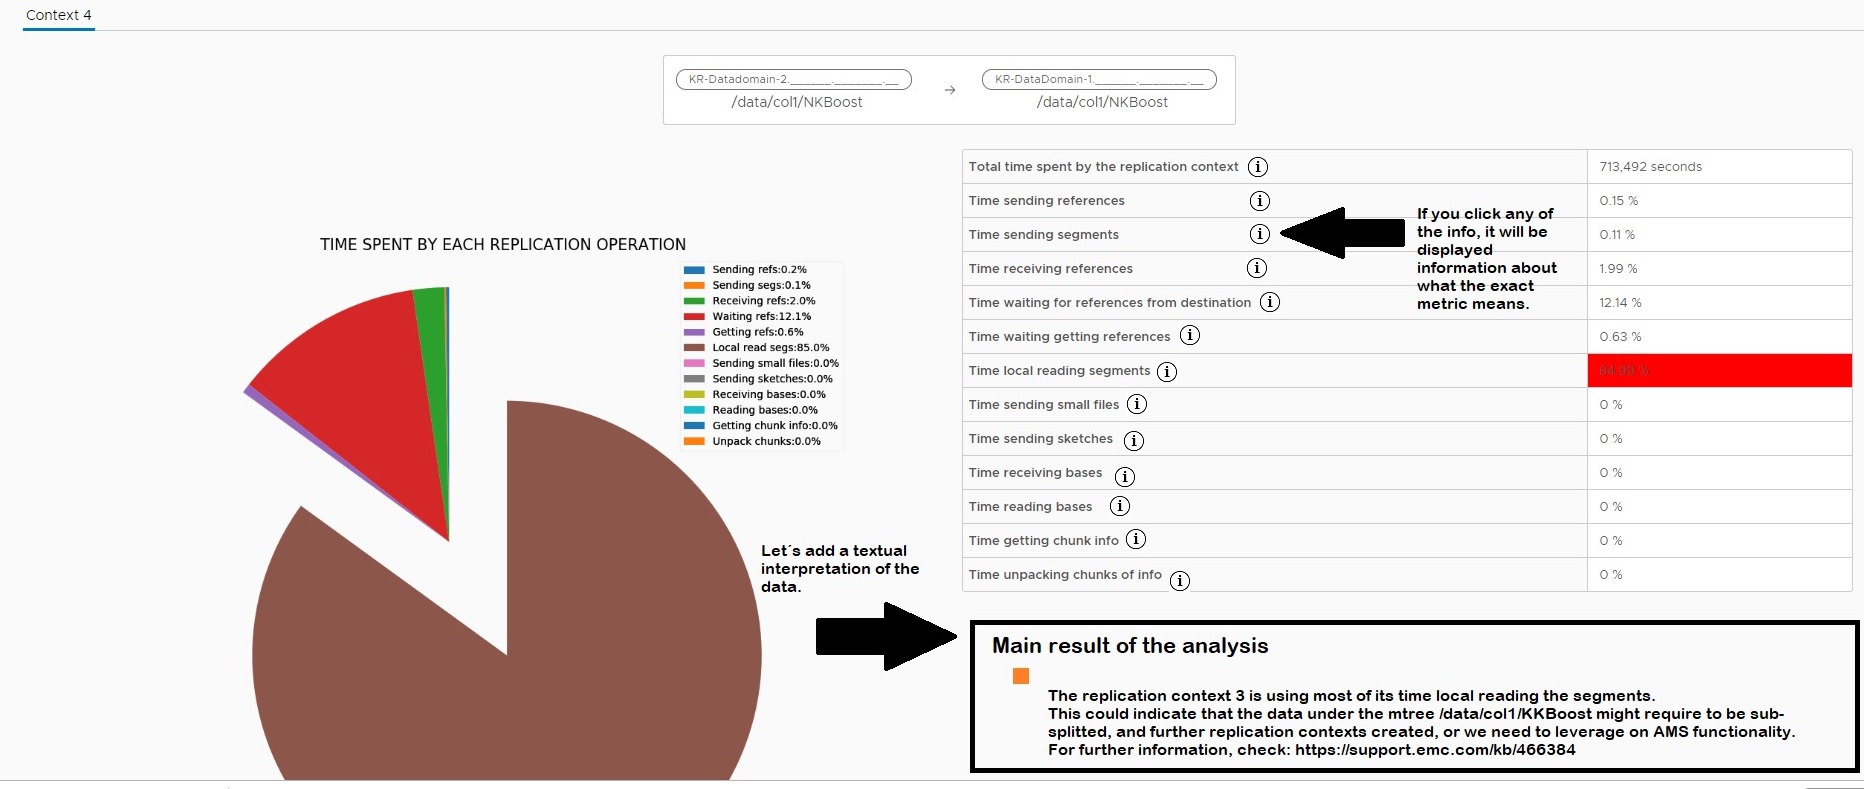 Context 4
KR-Datadomain-2.______.______.__
KR-DataDomain-1.______.______.__
/data/col1/NKBoost
→
/data/col1/NKBoost
TIME SPENT BY EACH REPLICATION OPERATION
Sending refs:0.2%
Sending segs:0.1%
Receiving refs:2.0%
Waiting refs:12.1%
Getting refs:0.6%
Local read segs:85.0%
Sending small files:0.0%
Sending sketches:0.0%
Receiving bases:0.0%
Reading bases:0.0%
Getting chunk info:0.0%
Unpack chunks:0.0%
Total time spent by the replication context i 713,492 seconds
Time sending references i 0.15 %
Time sending segments i 0.11 %
Time receiving references i 1.99 %
Time waiting for references from destination i 12.14 %
Time waiting getting references i 0.63 %
Time local reading segments i 84.99 %
Time sending small files i 0 %
Time sending sketches i 0 %
Time receiving bases i 0 %
Time reading bases i 0 %
Time getting chunk info i 0 %
Time unpacking chunks of info i 0 %
If you click any of
the info, it will be
displayed
information about
what the exact
metric means.
Let´s add a textual
interpretation of the
data.
Main result of the analysis
The replication context 3 is using most of its time local reading the segments.
This could indicate that the data under the mtree /data/col1/KKBoost might require to be sub-
splitted, and further replication contexts created, or we need to leverage on AMS functionality.
For further information, check: https://support.emc.com/kb/466384